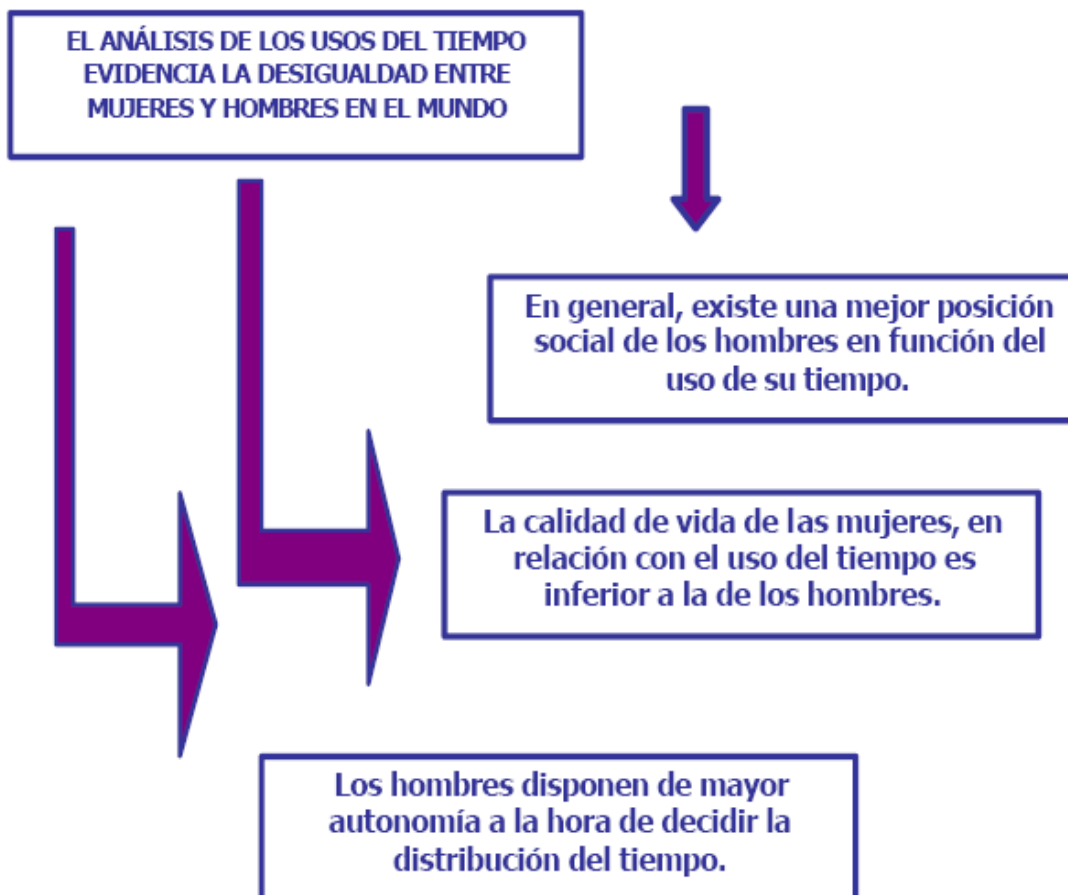 EL ANÁLISIS DE LOS USOS DEL TIEMPO
EVIDENCIA LA DESIGUALDAD ENTRE
MUJERES Y HOMBRES EN EL MUNDO
En general, existe una mejor posición
social de los hombres en función del
uso de su tiempo.
La calidad de vida de las mujeres, en
relación con el uso del tiempo es
inferior a la de los hombres.
Los hombres disponen de mayor
autonomía a la hora de decidir la
distribución del tiempo.